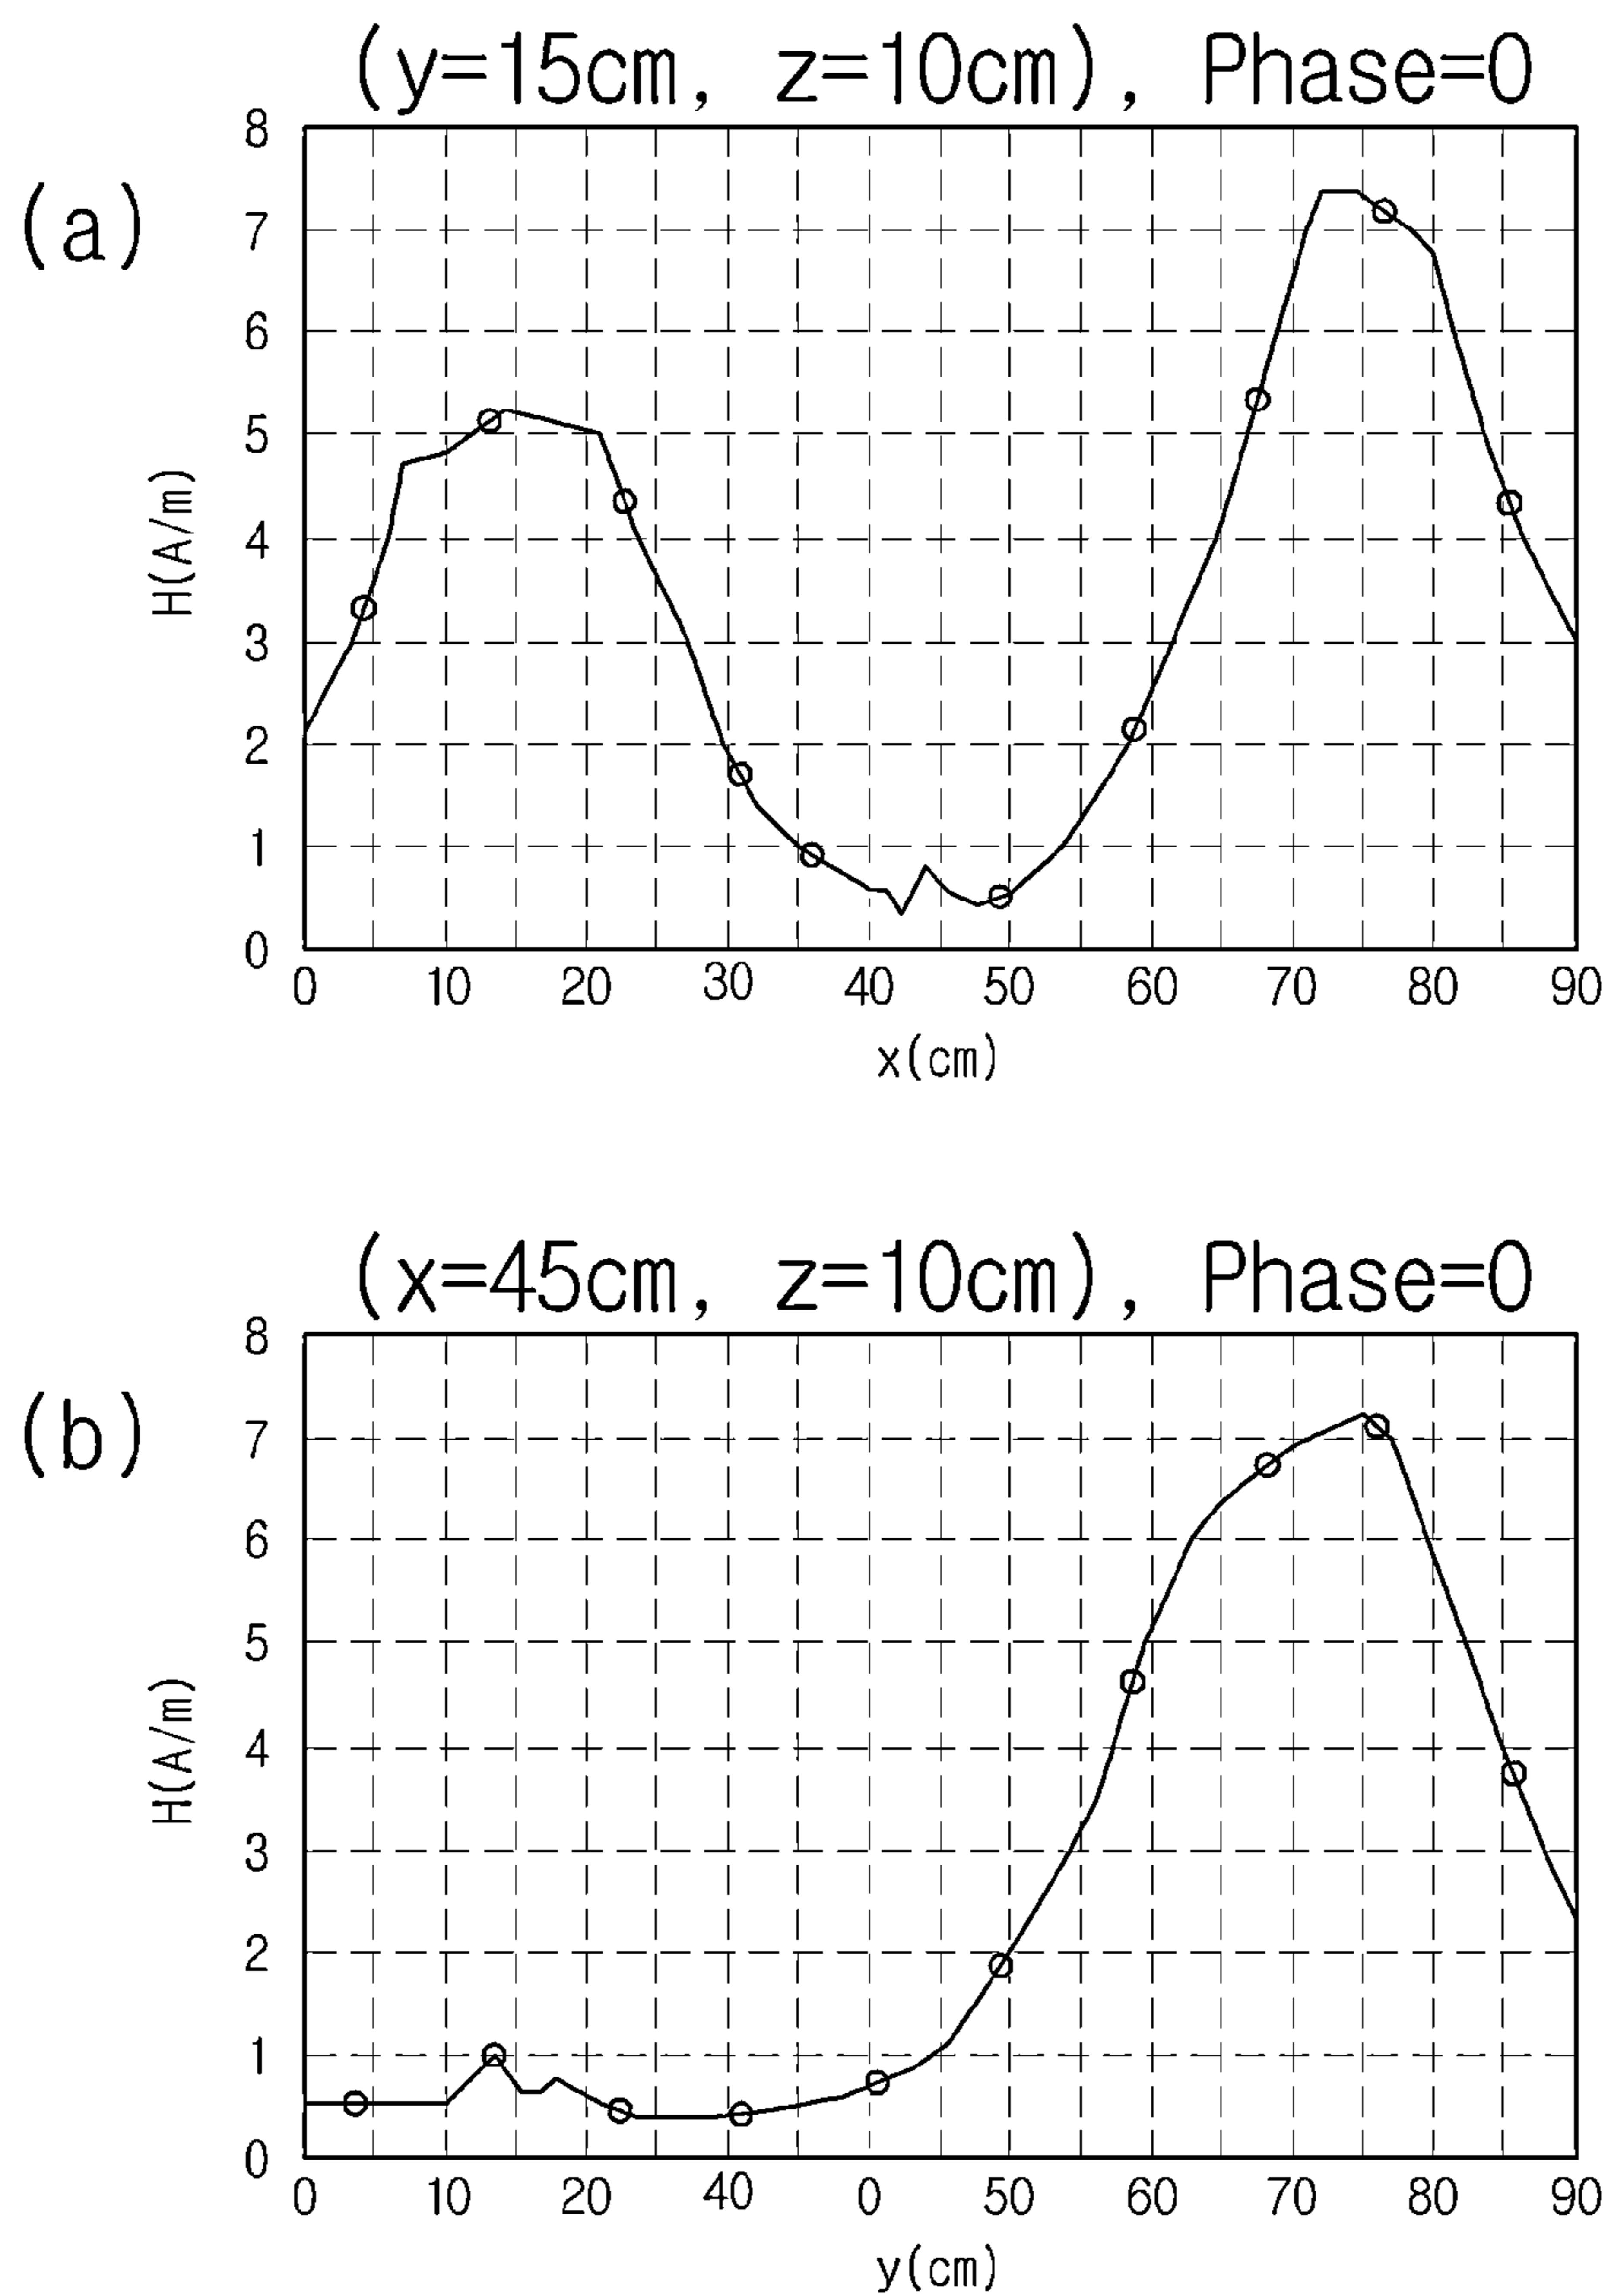 (y=15cm, z=10cm), Phase=0
(a)
8
7
6
5
4
3
2
1
0
H(A/m)
0 10 20 30 40 50 60 70 80 90
x(cm)
(x=45cm, z=10cm), Phase=0
(b)
8
7
6
5
4
3
2
1
0
H(A/m)
0 10 20 40 0 50 60 70 80 90
y(cm)